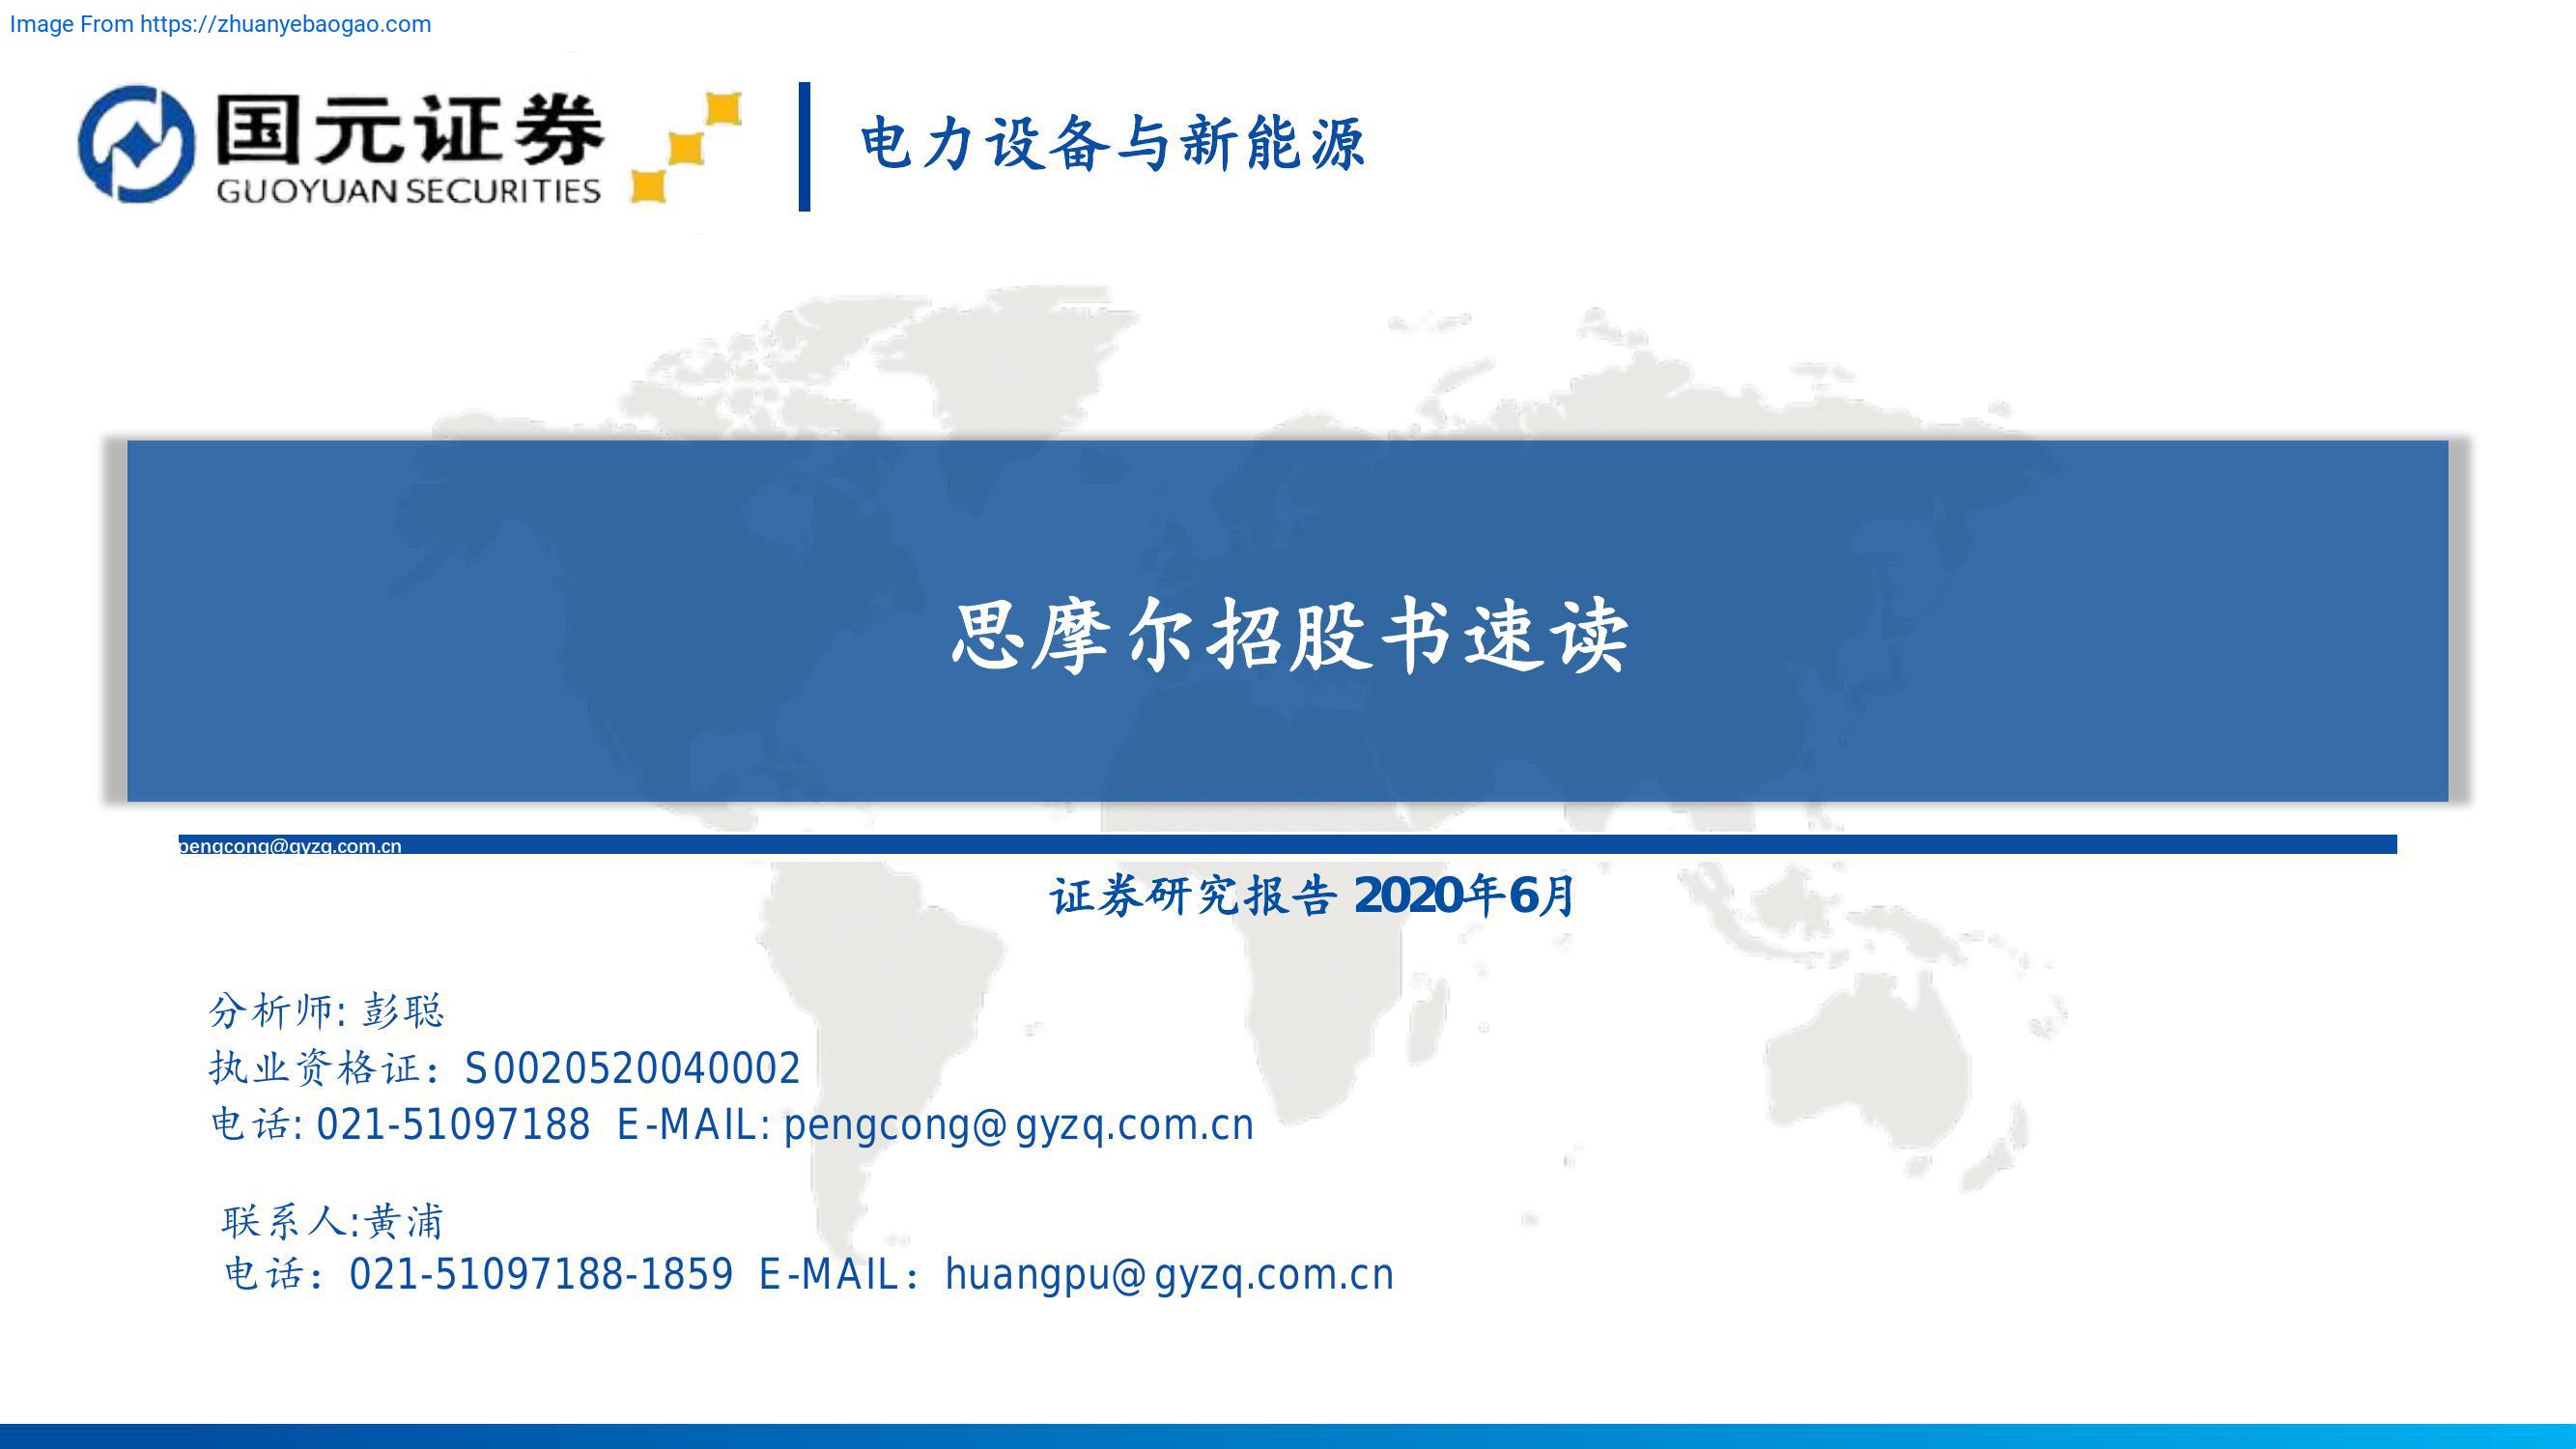 Image From https://zhuanyebaogao.com
国元证券
GUOYUAN SECURITIES
电力设备与新能源
思摩尔招股书速读
pengcong@gyzq.com.cn
证券研究报告 2020年6月
分析师: 彭聪
执业资格证：S0020520040002
电话: 021-51097188 E-MAIL: pengcong@gyzq.com.cn
联系人:黄浦
电话：021-51097188-1859 E-MAIL：huangpu@gyzq.com.cn